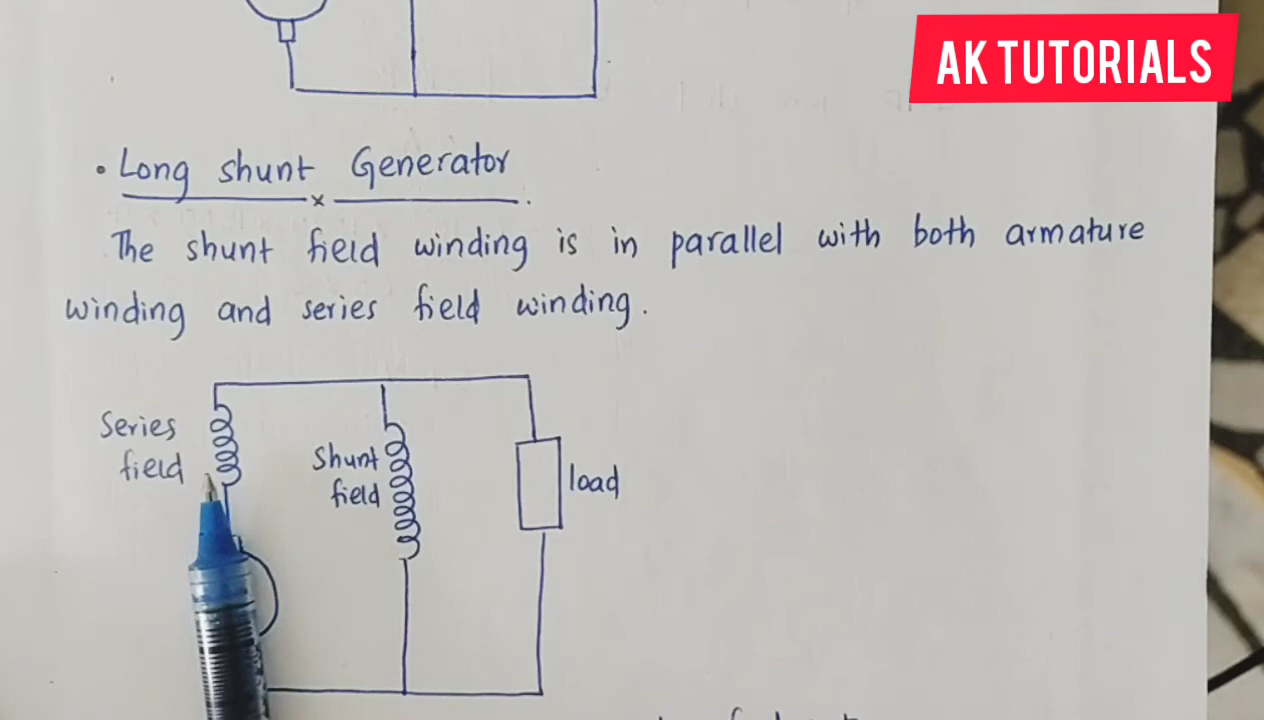 AK TUTORIALS
• Long shunt Generator
The shunt field winding is in parallel with both armature
winding and series field winding.
Series
field
Shunt
field
load